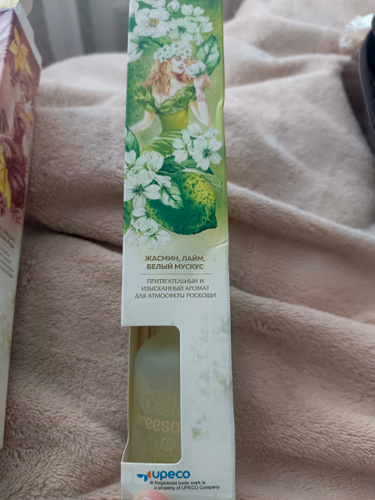 ЖАСМИН, ЛАЙМ,
БЕЛЫЙ МУСКУС
ПРИТЯГАТЕЛЬНЫЙ И
ИЗЫСКАННЫЙ АРОМАТ
ДЛЯ АТМОСФЕРЫ РОСКОШИ
Breeso
UPECO
® Registered trade mark is
a property of UPECO Company